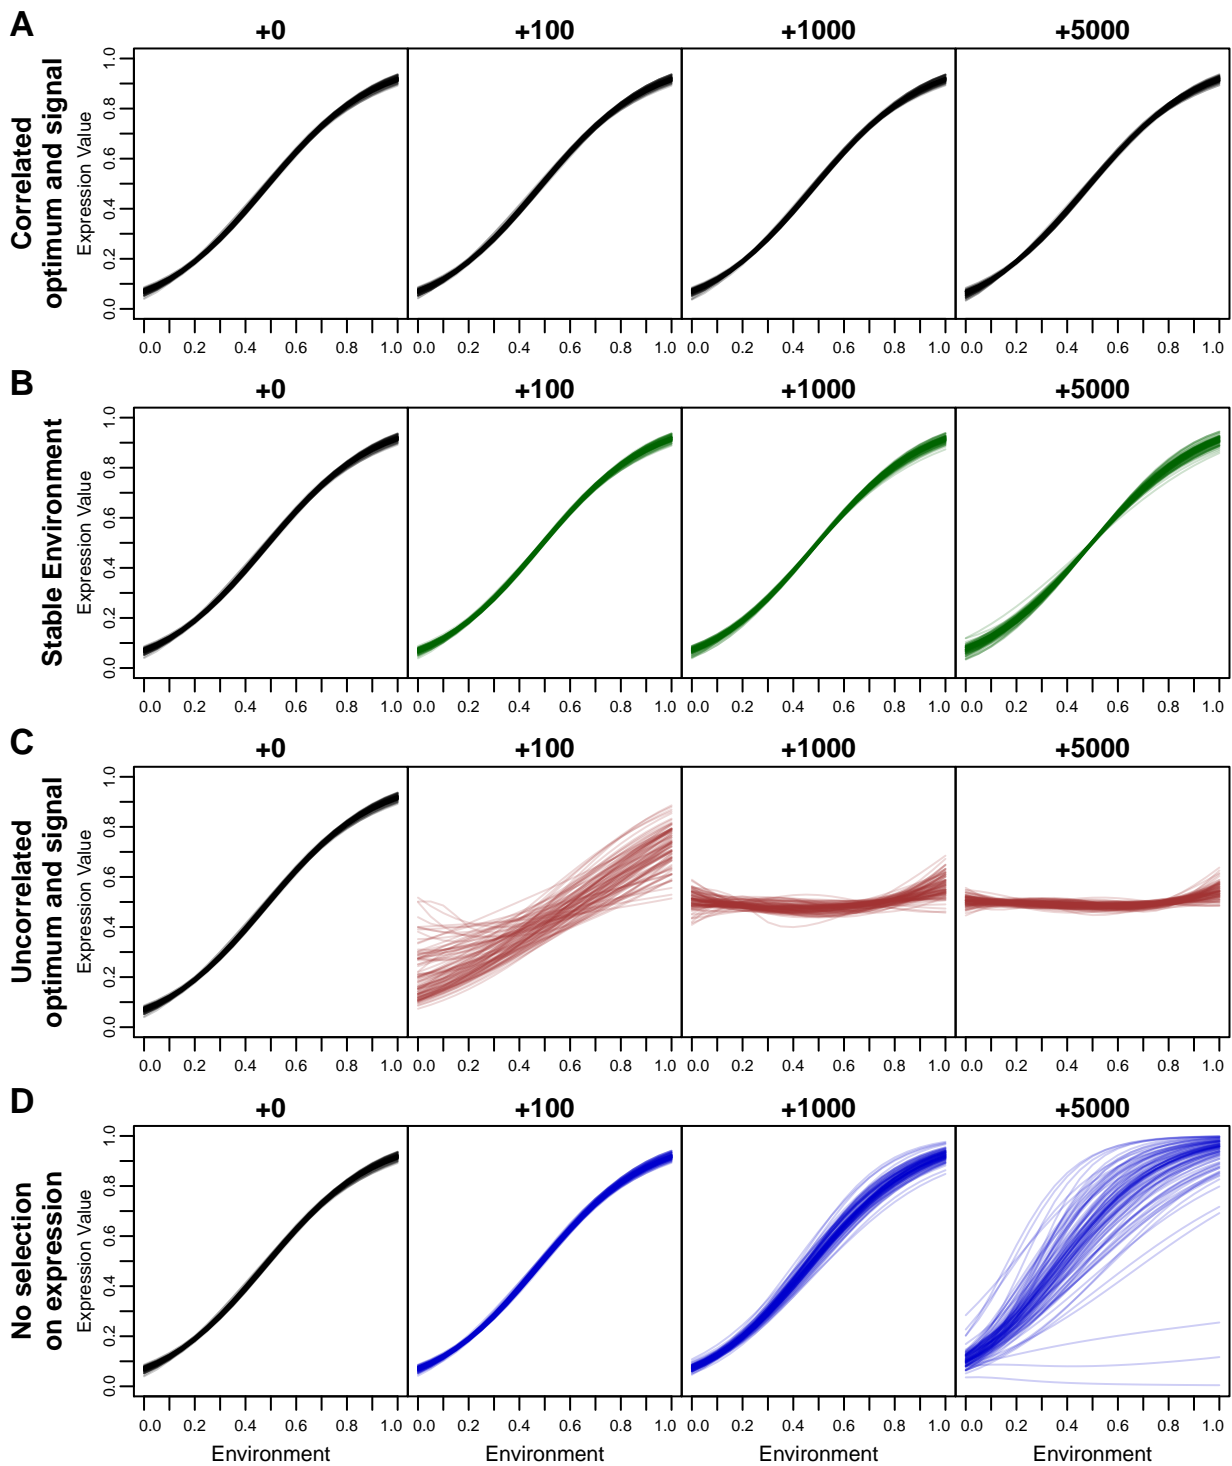 A
+0 +100 +1000 +5000
Correlated
optimum and signal
Expression Value
0.0 0.2 0.4 0.6 0.8 1.0
0.0 0.2 0.4 0.6 0.8 1.0 0.0 0.2 0.4 0.6 0.8 1.0 0.0 0.2 0.4 0.6 0.8 1.0 0.0 0.2 0.4 0.6 0.8 1.0
B
+0 +100 +1000 +5000
Stable Environment
Expression Value
0.0 0.2 0.4 0.6 0.8 1.0
0.0 0.2 0.4 0.6 0.8 1.0 0.0 0.2 0.4 0.6 0.8 1.0 0.0 0.2 0.4 0.6 0.8 1.0 0.0 0.2 0.4 0.6 0.8 1.0
C
+0 +100 +1000 +5000
Uncorrelated
optimum and signal
Expression Value
0.0 0.2 0.4 0.6 0.8 1.0
0.0 0.2 0.4 0.6 0.8 1.0 0.0 0.2 0.4 0.6 0.8 1.0 0.0 0.2 0.4 0.6 0.8 1.0 0.0 0.2 0.4 0.6 0.8 1.0
D
+0 +100 +1000 +5000
No selection
on expression
Expression Value
0.0 0.2 0.4 0.6 0.8 1.0
0.0 0.2 0.4 0.6 0.8 1.0 0.0 0.2 0.4 0.6 0.8 1.0 0.0 0.2 0.4 0.6 0.8 1.0 0.0 0.2 0.4 0.6 0.8 1.0
Environment Environment Environment Environment